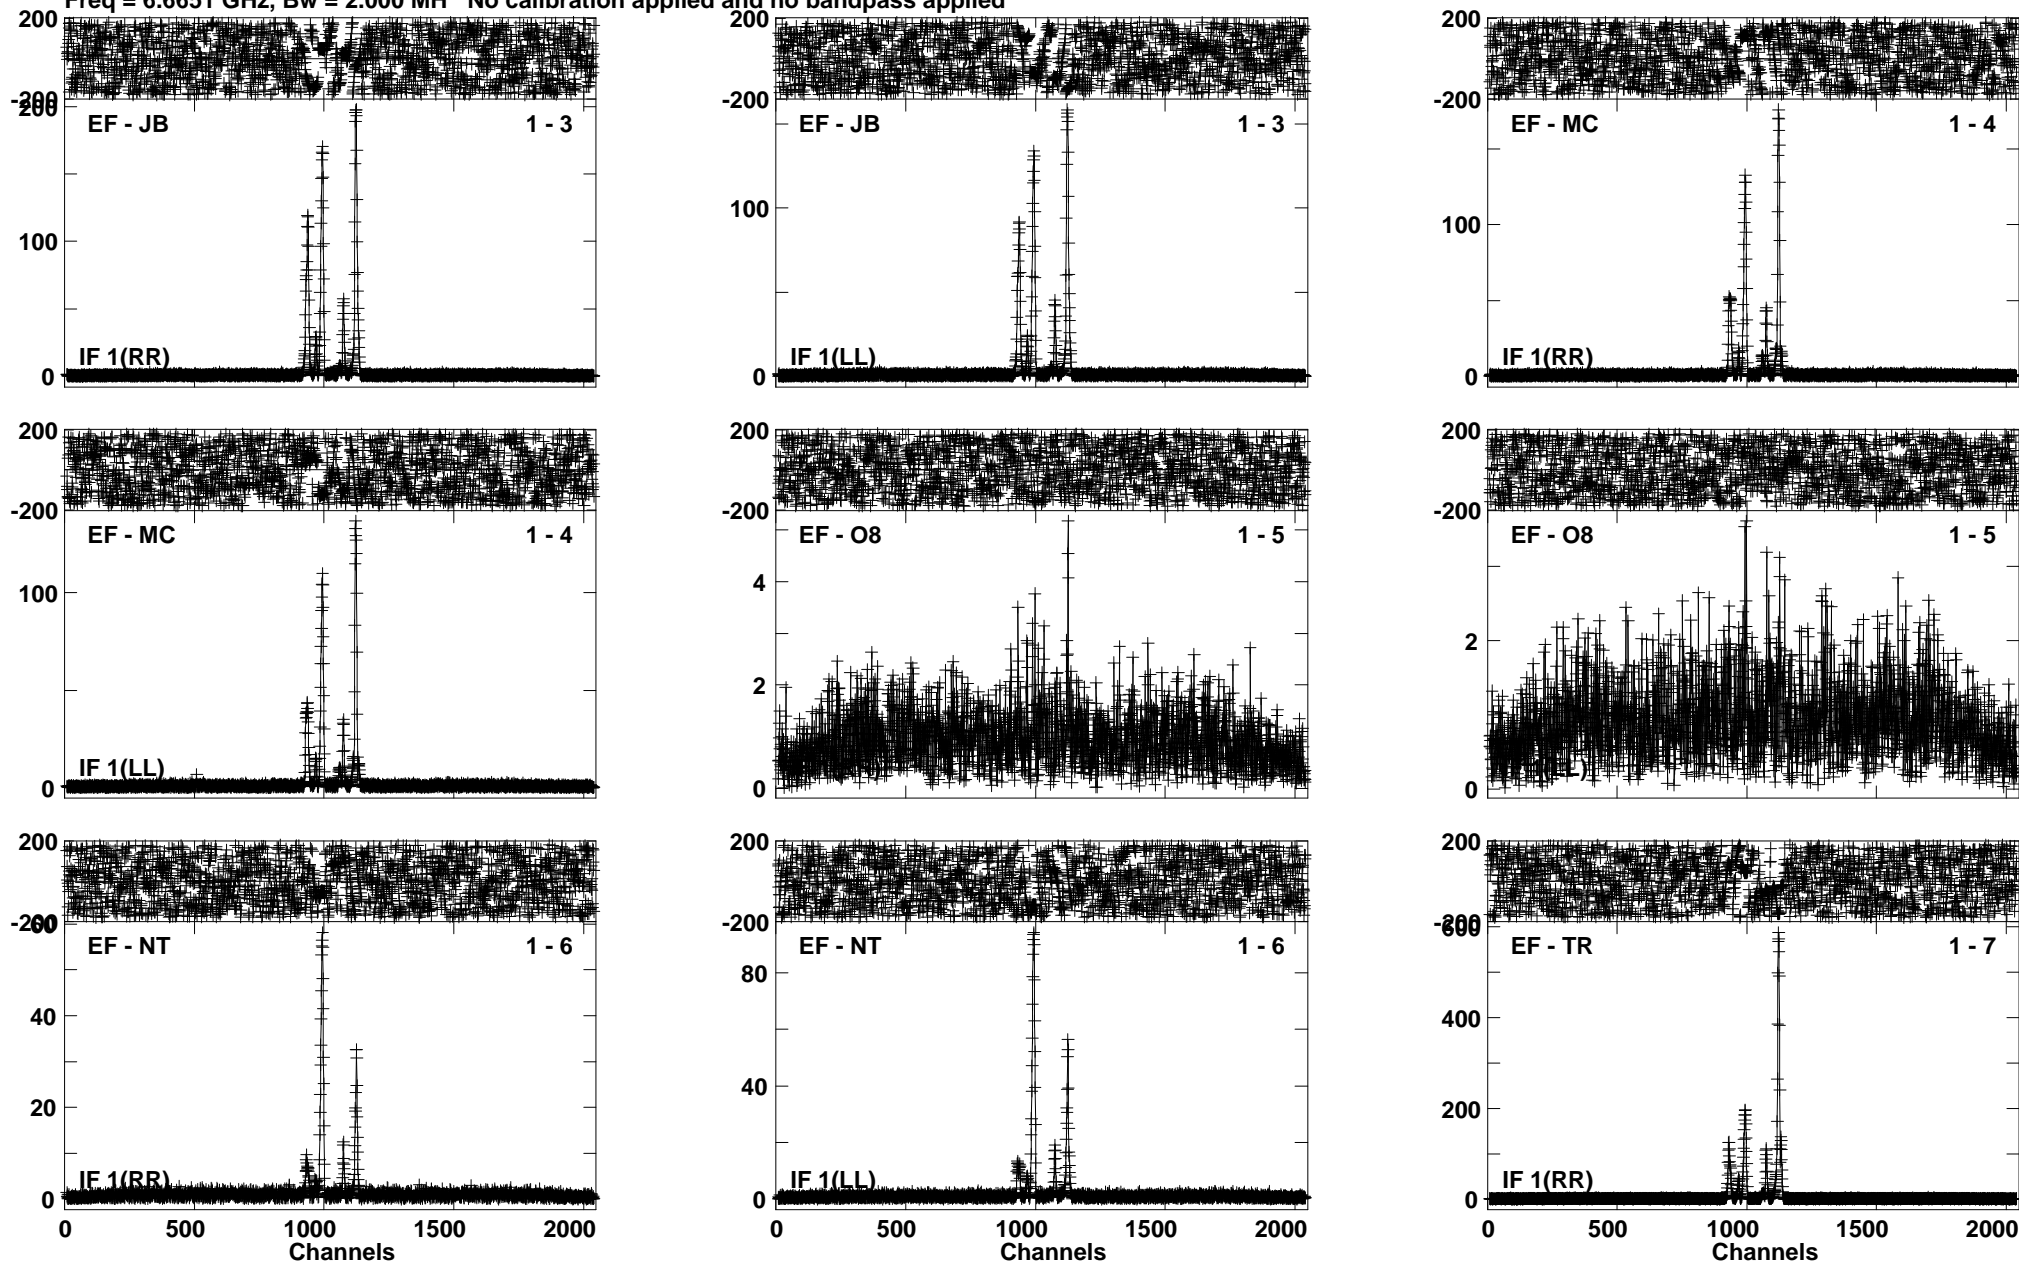 Freq = 6.6651 GHz, Bw = 2.000 MH No calibration applied and no bandpass applied
200
-200
200
EF - JB 1 - 3
100
IF 1(RR)
0
200
-200
EF - JB 1 - 3
100
IF 1(LL)
0
200
-200
EF - MC 1 - 4
100
IF 1(RR)
0
200
-200
EF - MC 1 - 4
100
IF 1(LL)
0
200
-200
EF - O8 1 - 5
4
2
0
200
-200
EF - O8 1 - 5
2
0
200
-200
60
EF - NT 1 - 6
40
20
IF 1(RR)
0
0 500 1000 1500 2000
Channels
200
-200
EF - NT 1 - 6
80
40
IF 1(LL)
0
0 500 1000 1500 2000
Channels
200
-200
600
EF - TR 1 - 7
400
200
IF 1(RR)
0
0 500 1000 1500 2000
Channels